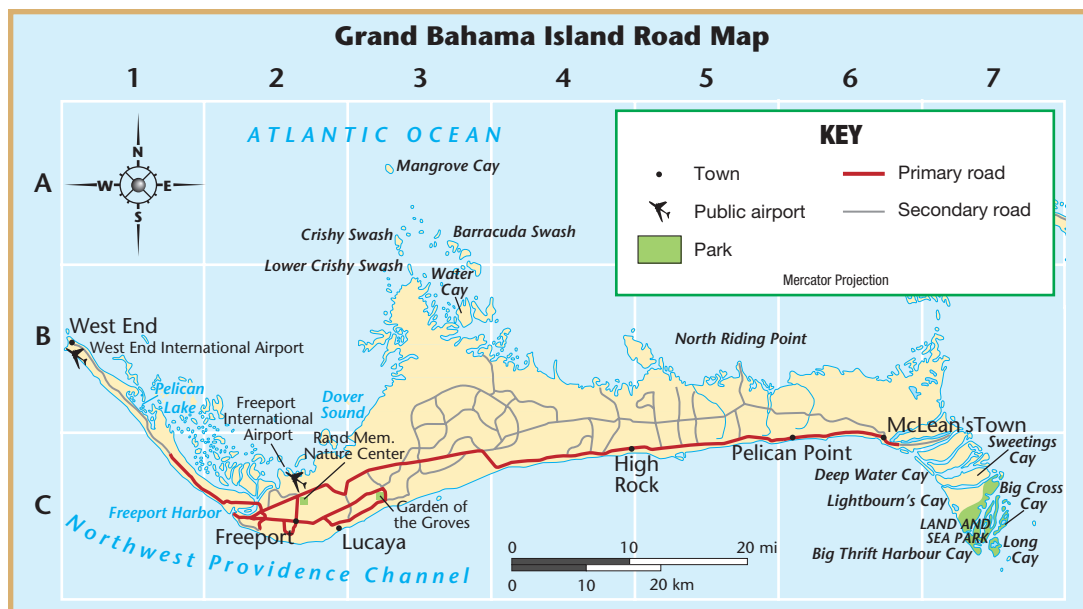 Grand Bahama Island Road Map
1 2 3 4 5 6 7
A
B
C
N
W E
S
ATLANTIC OCEAN
Mangrove Cay
Crishy Swash
Barracuda Swash
Lower Crishy Swash
Water
Cay
KEY
Town
Primary road
Public airport
Secondary road
Park
Mercator Projection
West End
West End International Airport
North Riding Point
Pelican
Lake
Dover
Sound
Freeport
International
Airport
Rand Mem.
Nature Center
McLean'sTown
Sweetings
Cay
Pelican Point
High
Rock
Deep Water Cay
Big Cross
Cay
Lightbourn's Cay
Garden of
the Groves
Freeport Harbor
LAND AND
SEA PARK
Freeport
Lucaya
Long
Cay
Big Thrift Harbour Cay
Northwest Providence Channel
0 10 20 mi
0 10 20 km